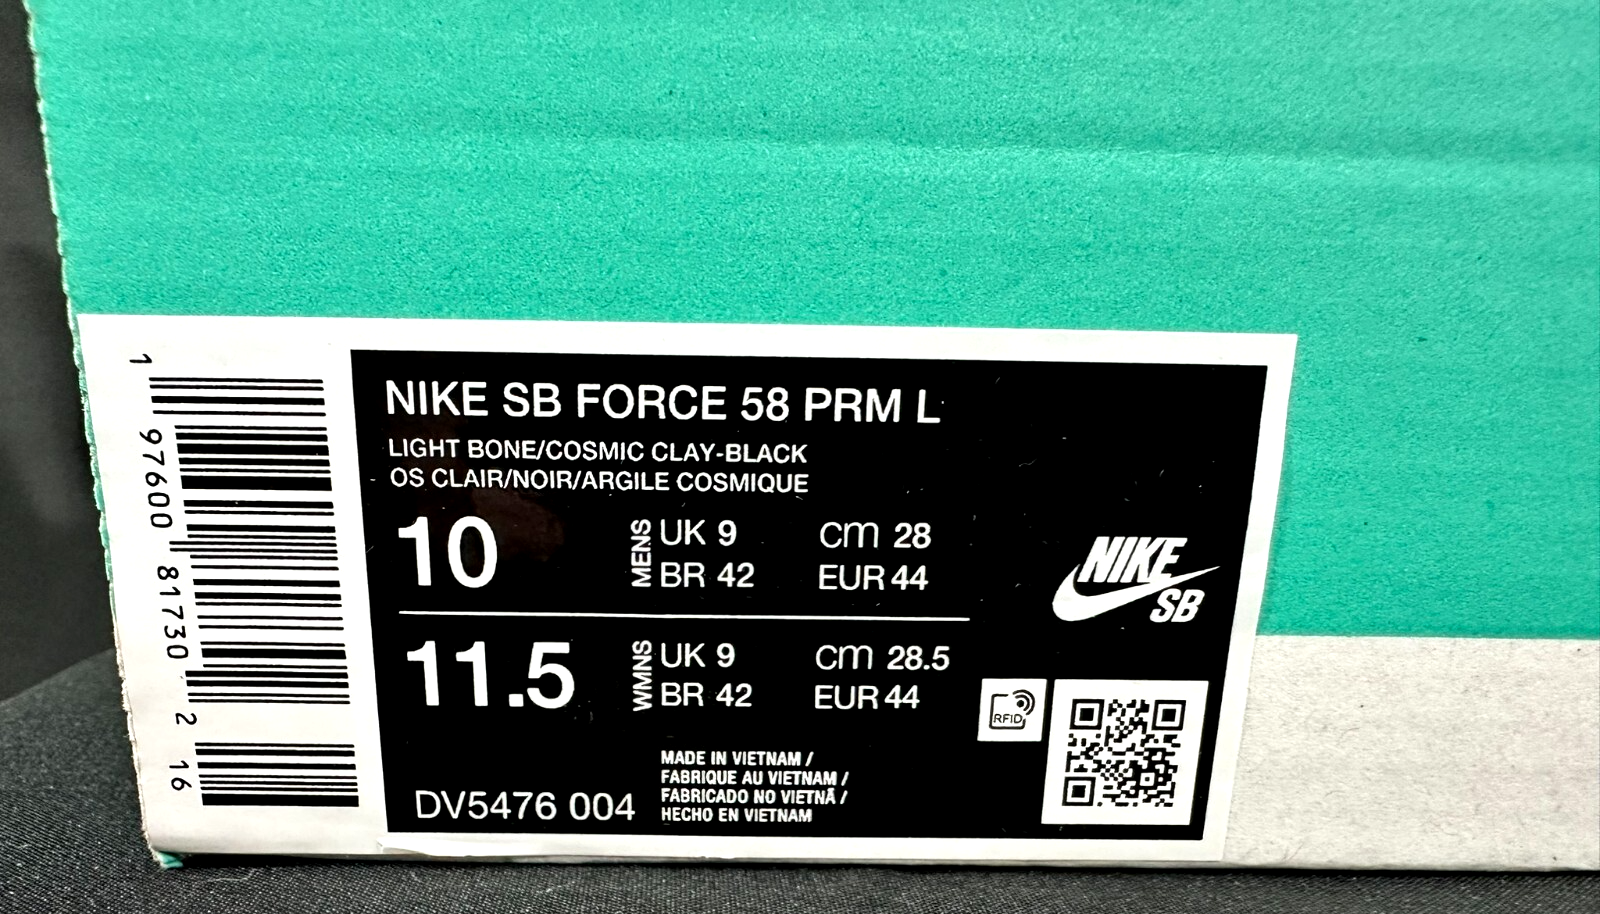 1 97600 81730 2 16
NIKE SB FORCE 58 PRM L
LIGHT BONE/COSMIC CLAY-BLACK
OS CLAIR/NOIR/ARGILE COSMIQUE
10 MENS UK 9 cm 28
BR 42 EUR 44
NIKE
SB
11.5 WMNS UK 9 cm 28.5
BR 42 EUR 44
RFID
MADE IN VIETNAM /
FABRIQUE AU VIETNAM /
FABRICADO NO VIETNÃ /
HECHO EN VIETNAM
DV5476 004